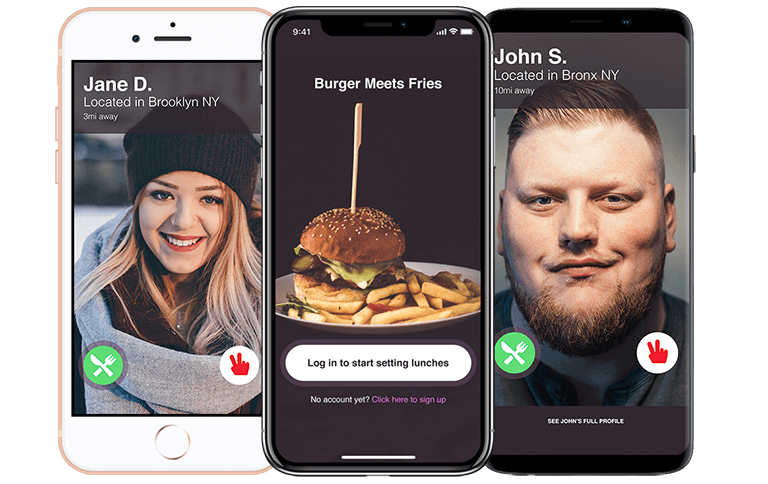 Jane D.
Located in Brooklyn NY
3mi away
9:41
Burger Meets Fries
Log in to start setting lunches
No account yet? Click here to sign up
John S.
Located in Bronx NY
10mi away
SEE JOHN'S FULL PROFILE